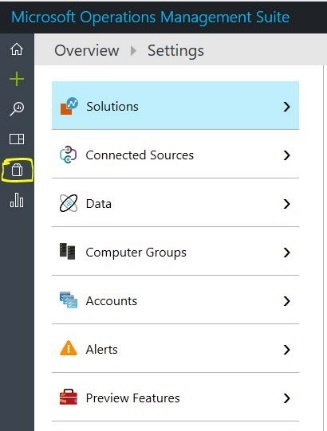 Microsoft Operations Management Suite
Overview Settings
Solutions
Connected Sources
Data
Computer Groups
Accounts
Alerts
Preview Features